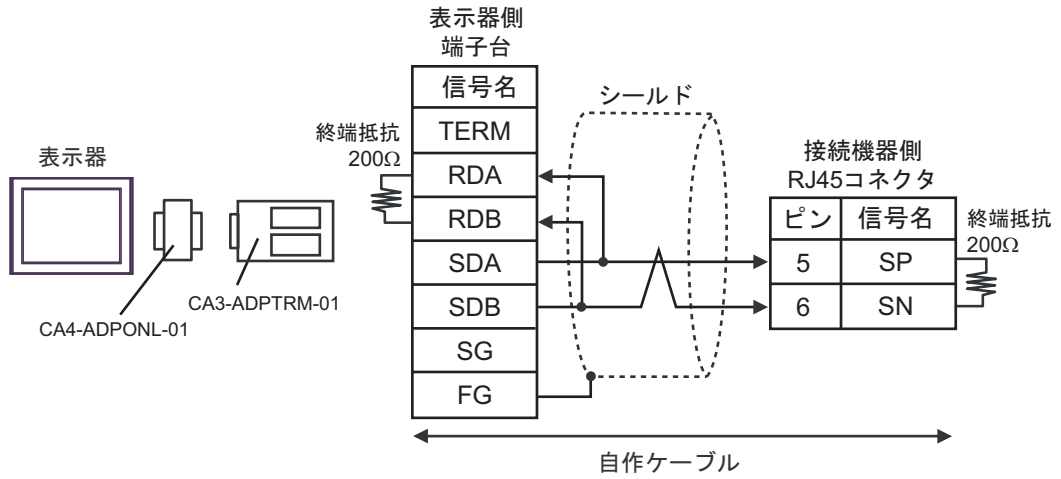 表示器
CA4-ADPONL-01
CA3-ADPTRM-01
表示器側
端子台
信号名
TERM
RDA
RDB
SDA
SDB
SG
FG
終端抵抗
200Ω
シールド
接続機器側
RJ45コネクタ
ピン 信号名
5 SP
6 SN
終端抵抗
200Ω
自作ケーブル